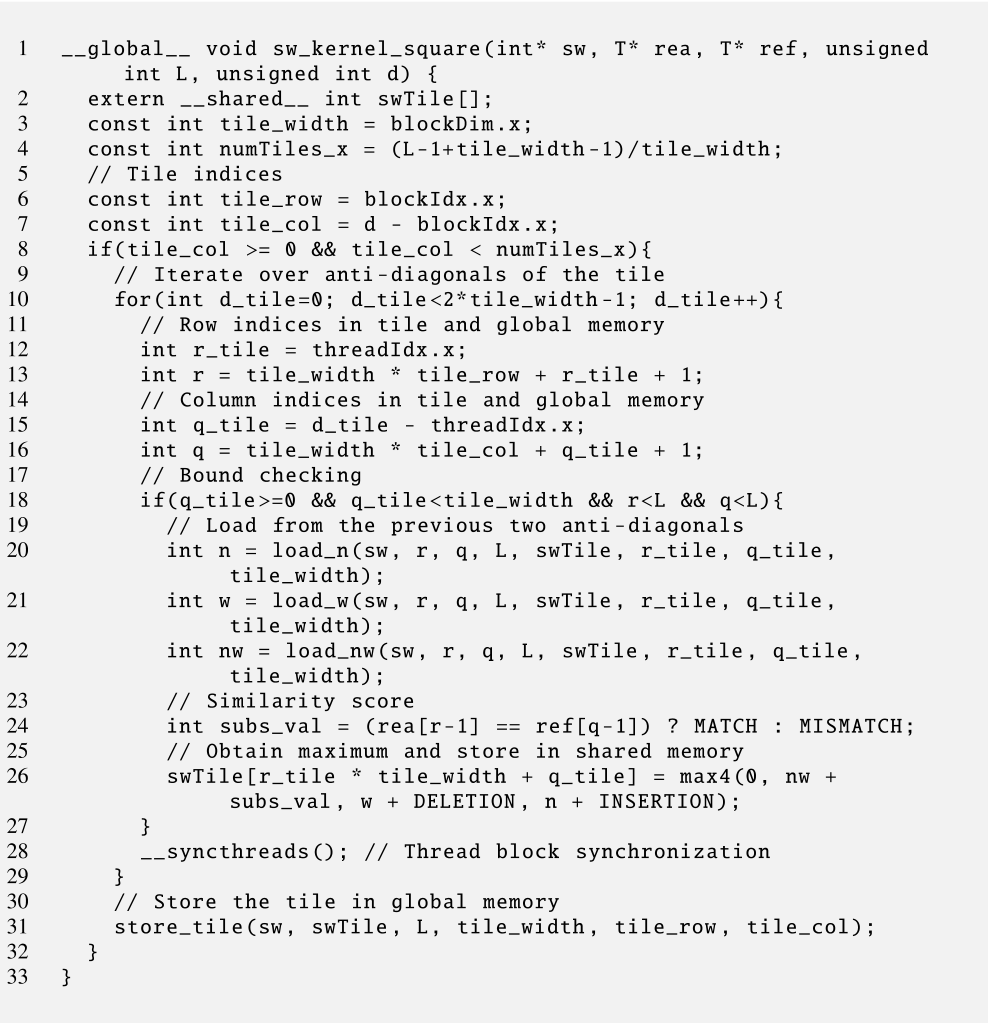 1 __global__ void sw_kernel_square(int* sw, T* rea, T* ref, unsigned
int L, unsigned int d) {
2 extern __shared__ int swTile[];
3 const int tile_width = blockDim.x;
4 const int numTiles_x = (L-1+tile_width-1)/tile_width;
5 // Tile indices
6 const int tile_row = blockIdx.x;
7 const int tile_col = d - blockIdx.x;
8 if(tile_col >= 0 && tile_col < numTiles_x){
9 // Iterate over anti-diagonals of the tile
10 for(int d_tile=0; d_tile<2*tile_width-1; d_tile++){
11 // Row indices in tile and global memory
12 int r_tile = threadIdx.x;
13 int r = tile_width * tile_row + r_tile + 1;
14 // Column indices in tile and global memory
15 int q_tile = d_tile - threadIdx.x;
16 int q = tile_width * tile_col + q_tile + 1;
17 // Bound checking
18 if(q_tile>=0 && q_tile<tile_width && r<L && q<L){
19 // Load from the previous two anti-diagonals
20 int n = load_n(sw, r, q, L, swTile, r_tile, q_tile,
tile_width);
21 int w = load_w(sw, r, q, L, swTile, r_tile, q_tile,
tile_width);
22 int nw = load_nw(sw, r, q, L, swTile, r_tile, q_tile,
tile_width);
23 // Similarity score
24 int subs_val = (rea[r-1] == ref[q-1]) ? MATCH : MISMATCH;
25 // Obtain maximum and store in shared memory
26 swTile[r_tile * tile_width + q_tile] = max4(0, nw +
subs_val, w + DELETION, n + INSERTION);
27 }
28 __syncthreads(); // Thread block synchronization
29 }
30 // Store the tile in global memory
31 store_tile(sw, swTile, L, tile_width, tile_row, tile_col);
32 }
33 }